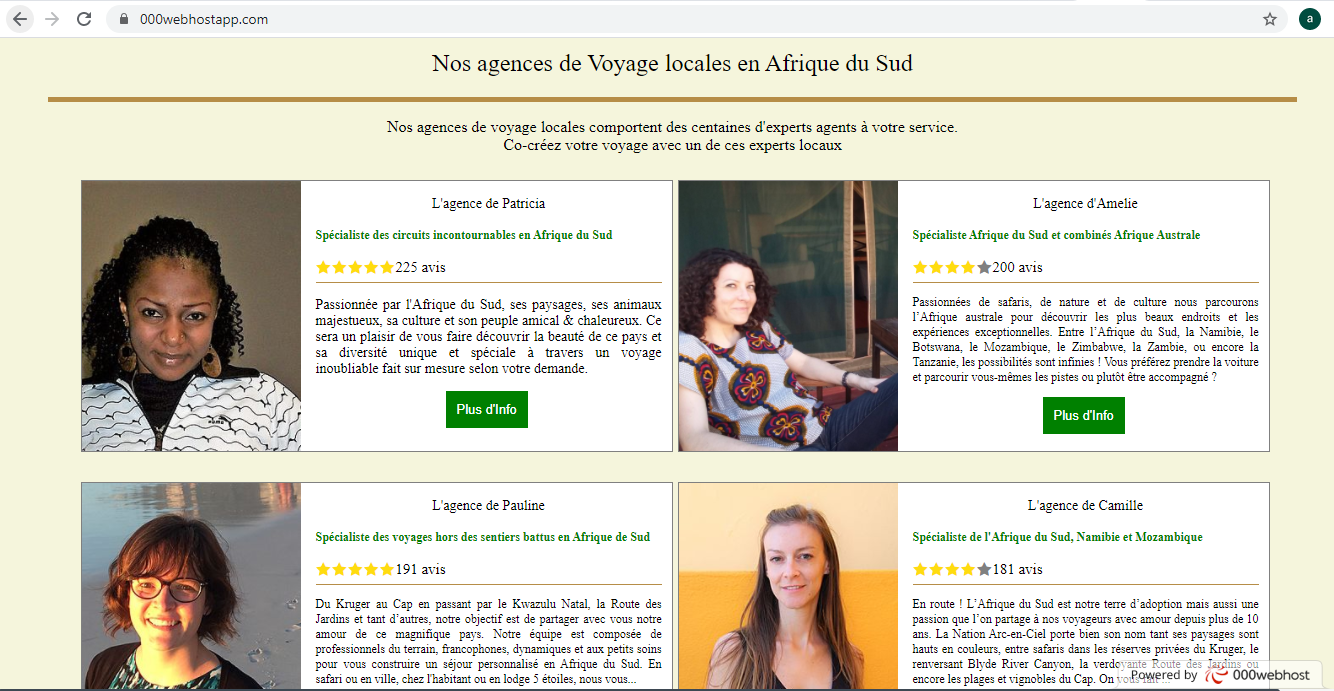 000webhostapp.com
a
Nos agences de Voyage locales en Afrique du Sud
Nos agences de voyage locales comportent des centaines d'experts agents à votre service.
Co-créez votre voyage avec un de ces experts locaux
L'agence de Patricia
Spécialiste des circuits incontournables en Afrique du Sud
225 avis
Passionnée par l'Afrique du Sud, ses paysages, ses animaux
majestueux, sa culture et son peuple amical & chaleureux. Ce
sera un plaisir de vous faire découvrir la beauté de ce pays et
sa diversité unique et spéciale à travers un voyage
inoubliable fait sur mesure selon votre demande.
Plus d'Info
L'agence d'Amelie
Spécialiste Afrique du Sud et combinés Afrique Australe
200 avis
Passionnées de safaris, de nature et de culture nous parcourons
l’Afrique australe pour découvrir les plus beaux endroits et les
expériences exceptionnelles. Entre l’Afrique du Sud, la Namibie, le
Botswana, le Mozambique, le Zimbabwe, la Zambie, ou encore la
Tanzanie, les possibilités sont infinies ! Vous préférez prendre la voiture
et parcourir vous-mêmes les pistes ou plutôt être accompagné ?
Plus d'Info
L'agence de Pauline
Spécialiste des voyages hors des sentiers battus en Afrique de Sud
191 avis
Du Kruger au Cap en passant par le Kwazulu Natal, la Route des
Jardins et tant d’autres, notre objectif est de partager avec vous notre
amour de ce magnifique pays. Notre équipe est composée de
professionnels du terrain, francophones, dynamiques et aux petits soins
pour vous construire un séjour personnalisé en Afrique du Sud. En
safari ou en ville, chez l'habitant ou en lodge 5 étoiles, nous vous...
L'agence de Camille
Spécialiste de l'Afrique du Sud, Namibie et Mozambique
181 avis
En route ! L’Afrique du Sud est notre terre d’adoption mais aussi une
passion que l’on partage à nos voyageurs avec amour depuis plus de 10
ans. La Nation Arc-en-Ciel porte bien son nom tant ses paysages sont
hauts en couleurs, entre safaris dans les réserves privées du Kruger, le
renversant Blyde River Canyon, la verdoyante Route des Jardins ou
encore les plages et vignobles du Cap. On vous fait ...
Powered by 000webhost